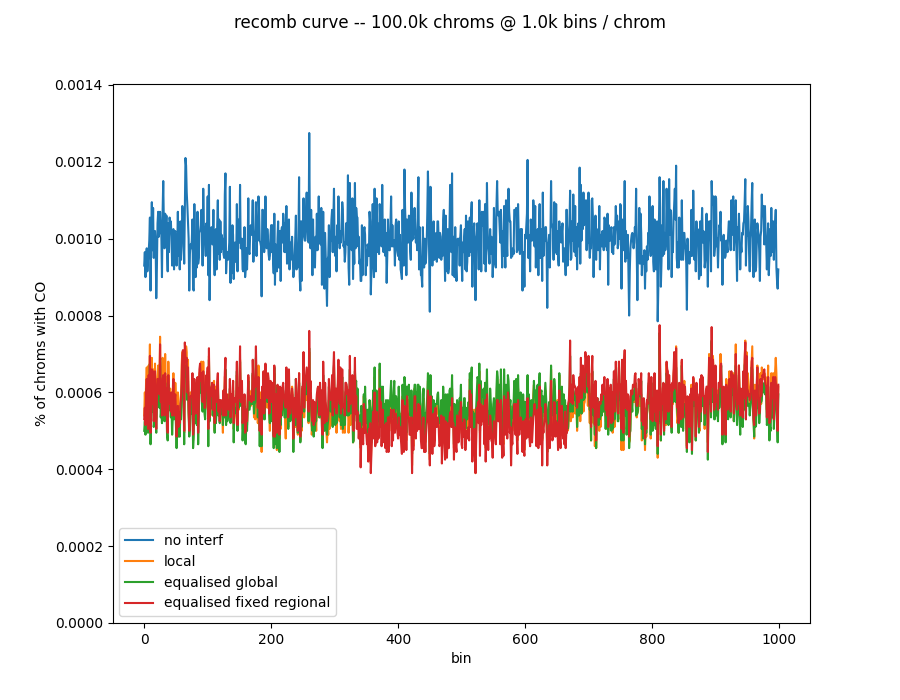 recomb curve -- 100.0k chroms @ 1.0k bins / chrom
0.0014
0.0012
0.0010
0.0008
0.0006
0.0004
0.0002
0.0000
% of chroms with CO
no interf
local
equalised global
equalised fixed regional
0 200 400 600 800 1000
bin